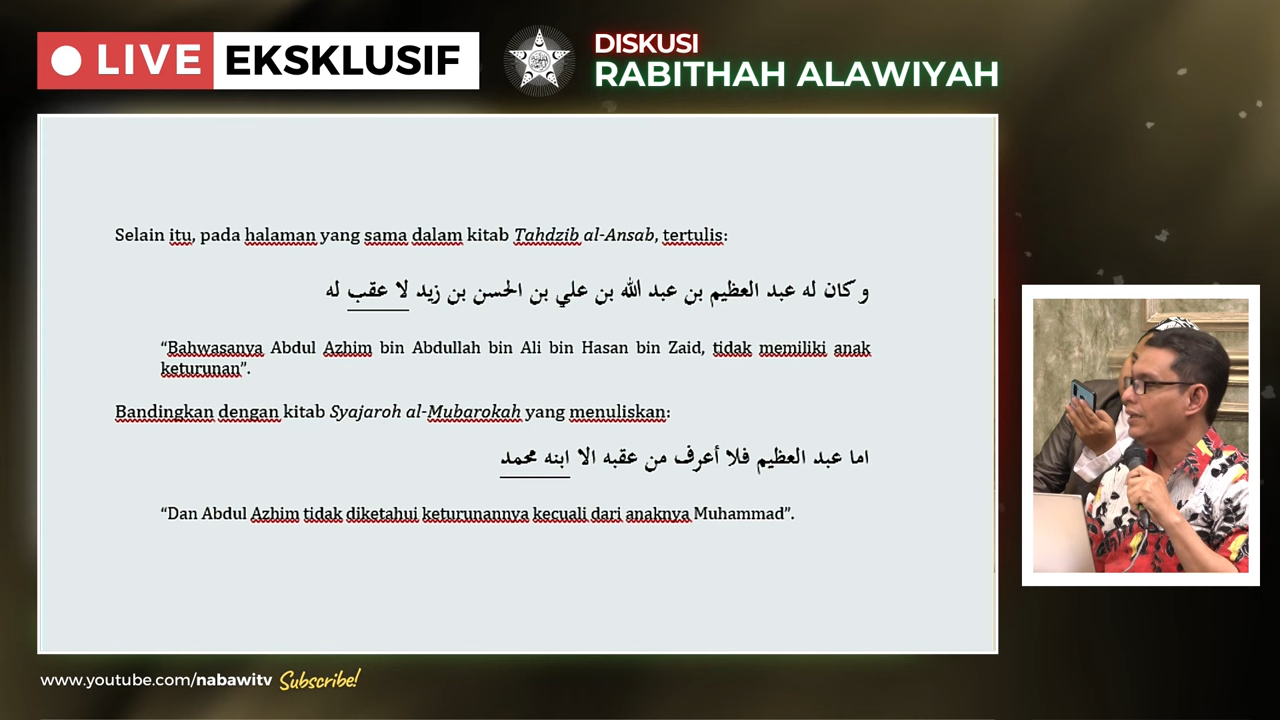 LIVE EKSKLUSIF
DISKUSI
RABITHAH ALAWIYAH
Selain itu, pada halaman yang sama dalam kitab Tahdzib al-Ansab, tertulis:
و كان له عبد العظيم بن عبد الله بن علي بن الحسن بن زيد لا عقب له
“Bahwasanya Abdul Azhim bin Abdullah bin Ali bin Hasan bin Zaid, tidak memiliki anak
keturunan”.
Bandingkan dengan kitab Syajaroh al-Mubarokah yang menuliskan:
اما عبد العظيم فلا أعرف من عقبه الا ابنه محمد
“Dan Abdul Azhim tidak diketahui keturunannya kecuali dari anaknya Muhammad”.
www.youtube.com/nabawitv Subscribe!